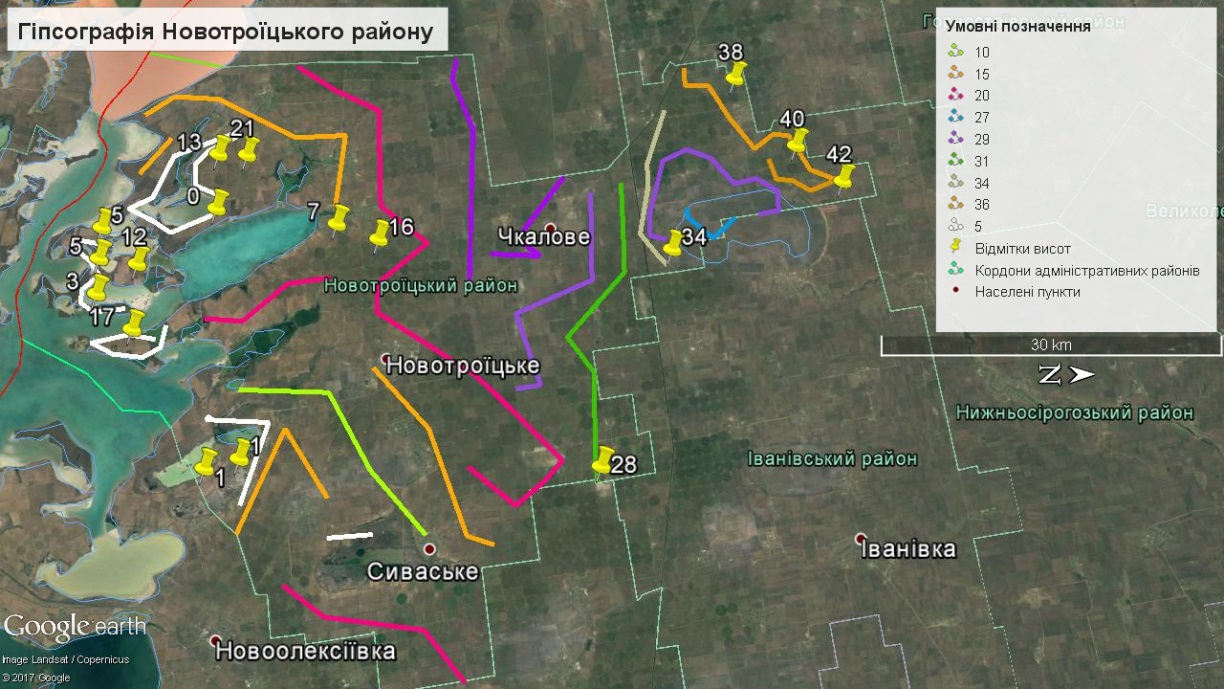 Гіпсографія Новотроїцького району
Умовні позначення
10
15
20
27
29
31
34
36
5
Відмітки висот
Кордони адміністративних районів
Населені пункти
30 km
N
38
40
42
34
21
13
0
5
5
12
3
17
7
16
Чкалове
Новотроїцький район
Новотроїцьке
28
1
1
Сиваське
Новоолексіївка
Іванівський район
Іванівка
Нижньосірогозький район
Google earth
Image Landsat / Copernicus
© 2017 Google